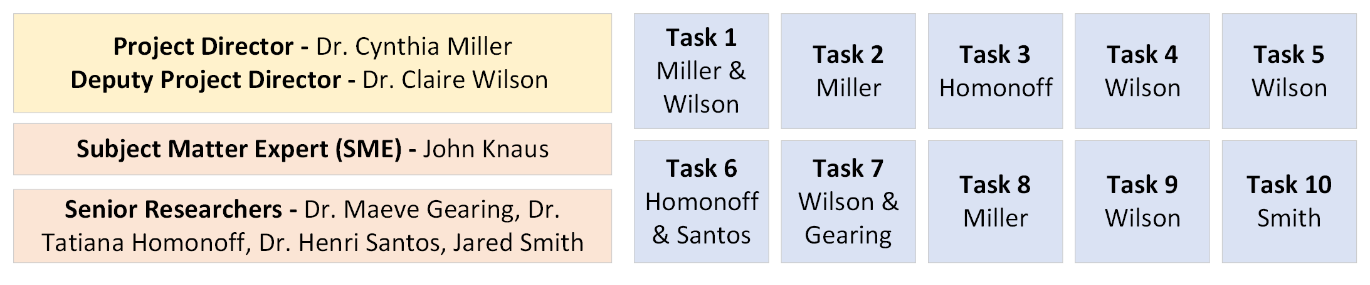 Project Director - Dr. Cynthia Miller
Deputy Project Director - Dr. Claire Wilson
Subject Matter Expert (SME) - John Knaus
Senior Researchers - Dr. Maeve Gearing, Dr.
Tatiana Homonoff, Dr. Henri Santos, Jared Smith
Task 1
Miller &
Wilson
Task 2
Miller
Task 3
Homonoff
Task 4
Wilson
Task 5
Wilson
Task 6
Homonoff
& Santos
Task 7
Wilson &
Gearing
Task 8
Miller
Task 9
Wilson
Task 10
Smith